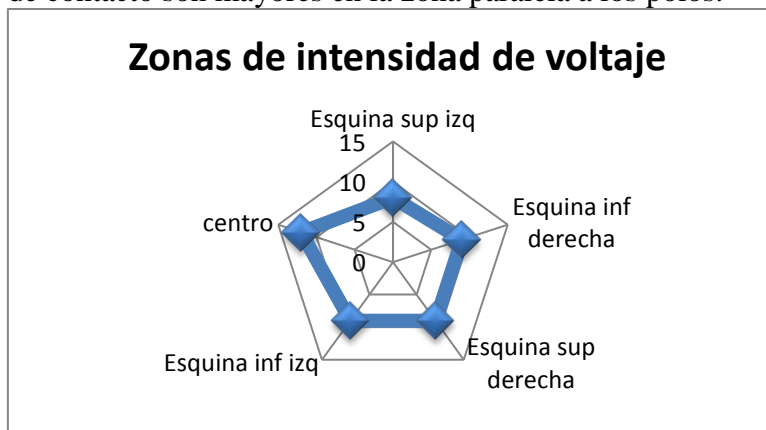 de contacto son mayores en la zona paralela a los polos.
Zonas de intensidad de voltaje
Esquina sup izq
15
10
5
0
centro
Esquina inf
derecha
Esquina inf izq
Esquina sup
derecha